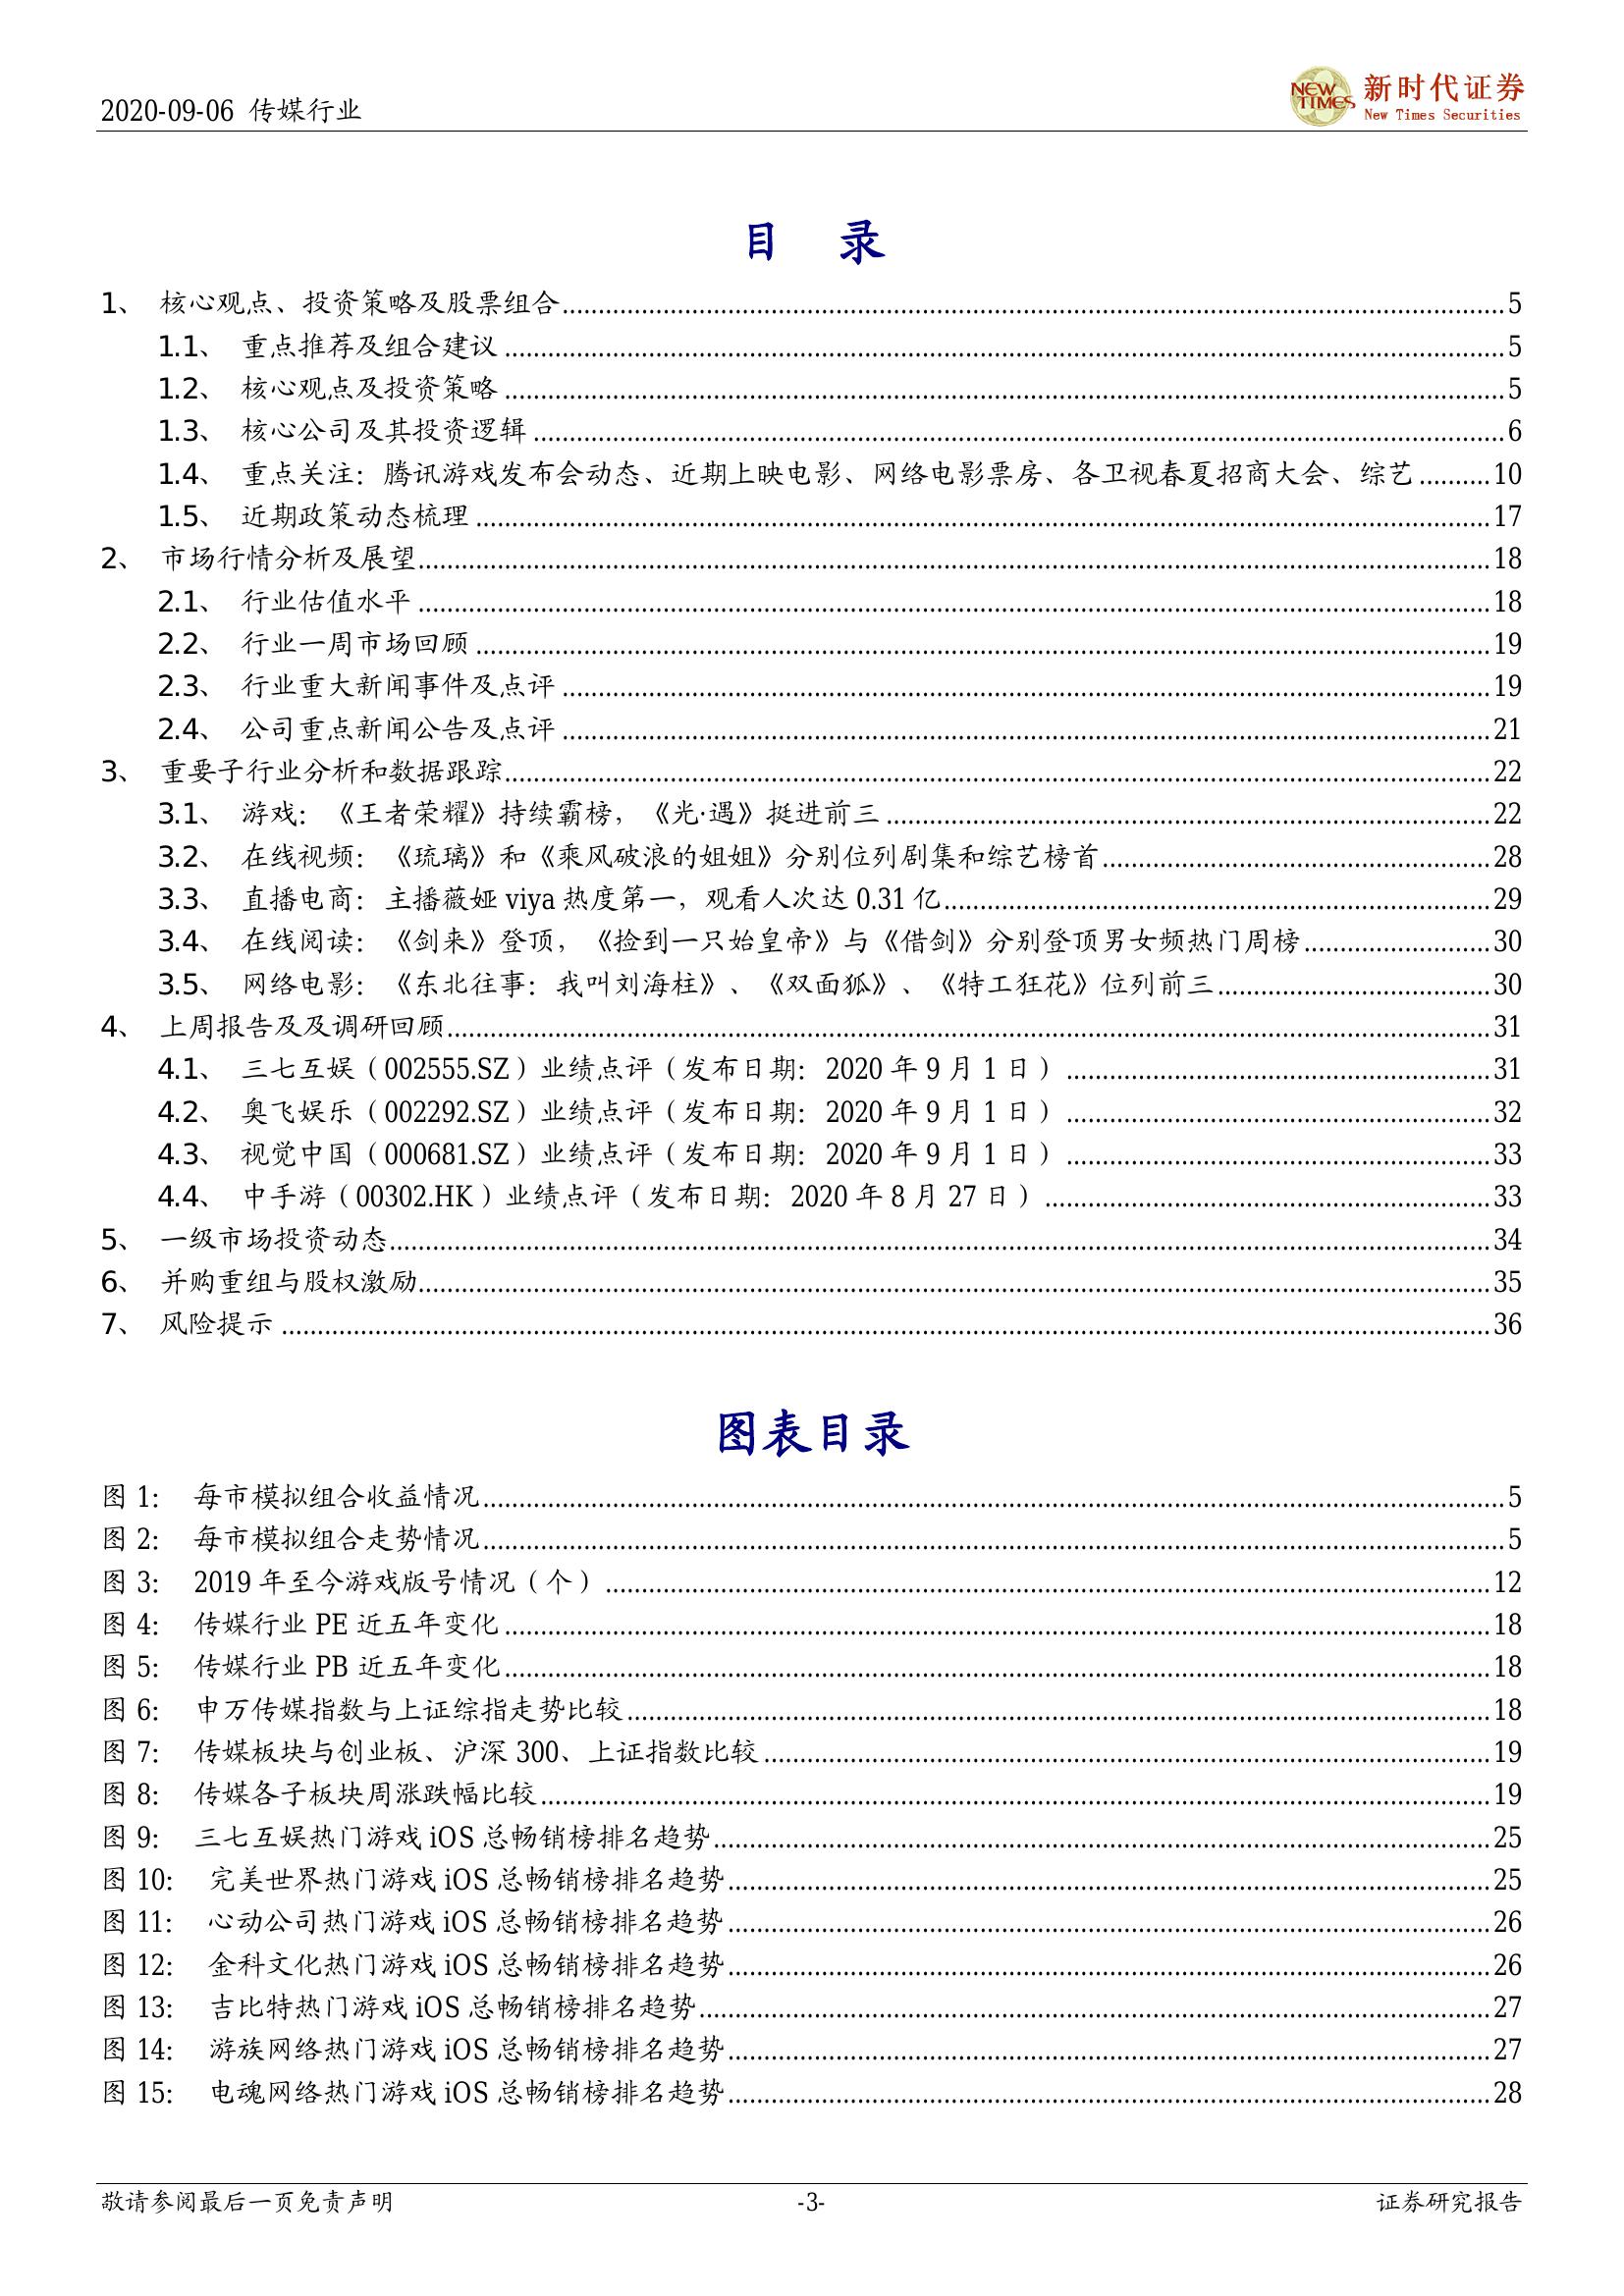 2020-09-06 传媒行业
NEW TIMES 新时代证券
New Times Securities
目 录
1、 核心观点、投资策略及股票组合 5
1.1、 重点推荐及组合建议 5
1.2、 核心观点及投资策略 5
1.3、 核心公司及其投资逻辑 6
1.4、 重点关注：腾讯游戏发布会动态、近期上映电影、网络电影票房、各卫视春夏招商大会、综艺 10
1.5、 近期政策动态梳理 17
2、 市场行情分析及展望 18
2.1、 行业估值水平 18
2.2、 行业一周市场回顾 19
2.3、 行业重大新闻事件及点评 19
2.4、 公司重点新闻公告及点评 21
3、 重要子行业分析和数据跟踪 22
3.1、 游戏：《王者荣耀》持续霸榜，《光·遇》挺进前三 22
3.2、 在线视频：《琉璃》和《乘风破浪的姐姐》分别位列剧集和综艺榜首 28
3.3、 直播电商：主播薇娅 viya 热度第一，观看人次达 0.31 亿 29
3.4、 在线阅读：《剑来》登顶，《捡到一只始皇帝》与《借剑》分别登顶男女频热门周榜 30
3.5、 网络电影：《东北往事：我叫刘海柱》、《双面狐》、《特工狂花》位列前三 30
4、 上周报告及及调研回顾 31
4.1、 三七互娱（002555.SZ）业绩点评（发布日期：2020 年 9 月 1 日） 31
4.2、 奥飞娱乐（002292.SZ）业绩点评（发布日期：2020 年 9 月 1 日） 32
4.3、 视觉中国（000681.SZ）业绩点评（发布日期：2020 年 9 月 1 日） 33
4.4、 中手游（00302.HK）业绩点评（发布日期：2020 年 8 月 27 日） 33
5、 一级市场投资动态 34
6、 并购重组与股权激励 35
7、 风险提示 36
图表目录
图 1： 每市模拟组合收益情况 5
图 2： 每市模拟组合走势情况 5
图 3： 2019 年至今游戏版号情况（个） 12
图 4： 传媒行业 PE 近五年变化 18
图 5： 传媒行业 PB 近五年变化 18
图 6： 申万传媒指数与上证综指走势比较 18
图 7： 传媒板块与创业板、沪深 300、上证指数比较 19
图 8： 传媒各子板块周涨跌幅比较 19
图 9： 三七互娱热门游戏 iOS 总畅销榜排名趋势 25
图 10： 完美世界热门游戏 iOS 总畅销榜排名趋势 25
图 11： 心动公司热门游戏 iOS 总畅销榜排名趋势 26
图 12： 金科文化热门游戏 iOS 总畅销榜排名趋势 26
图 13： 吉比特热门游戏 iOS 总畅销榜排名趋势 27
图 14： 游族网络热门游戏 iOS 总畅销榜排名趋势 27
图 15： 电魂网络热门游戏 iOS 总畅销榜排名趋势 28
敬请参阅最后一页免责声明 -3- 证券研究报告